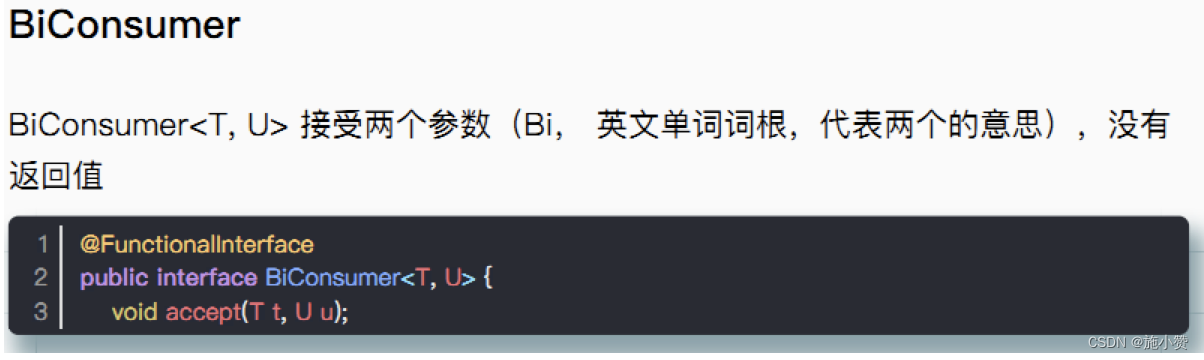 BiConsumer
BiConsumer<T, U> 接受两个参数（Bi， 英文单词词根，代表两个的意思），没有
返回值
1 @FunctionalInterface
2 public interface BiConsumer<T, U> {
3 void accept(T t, U u);
CSDN @施小赞